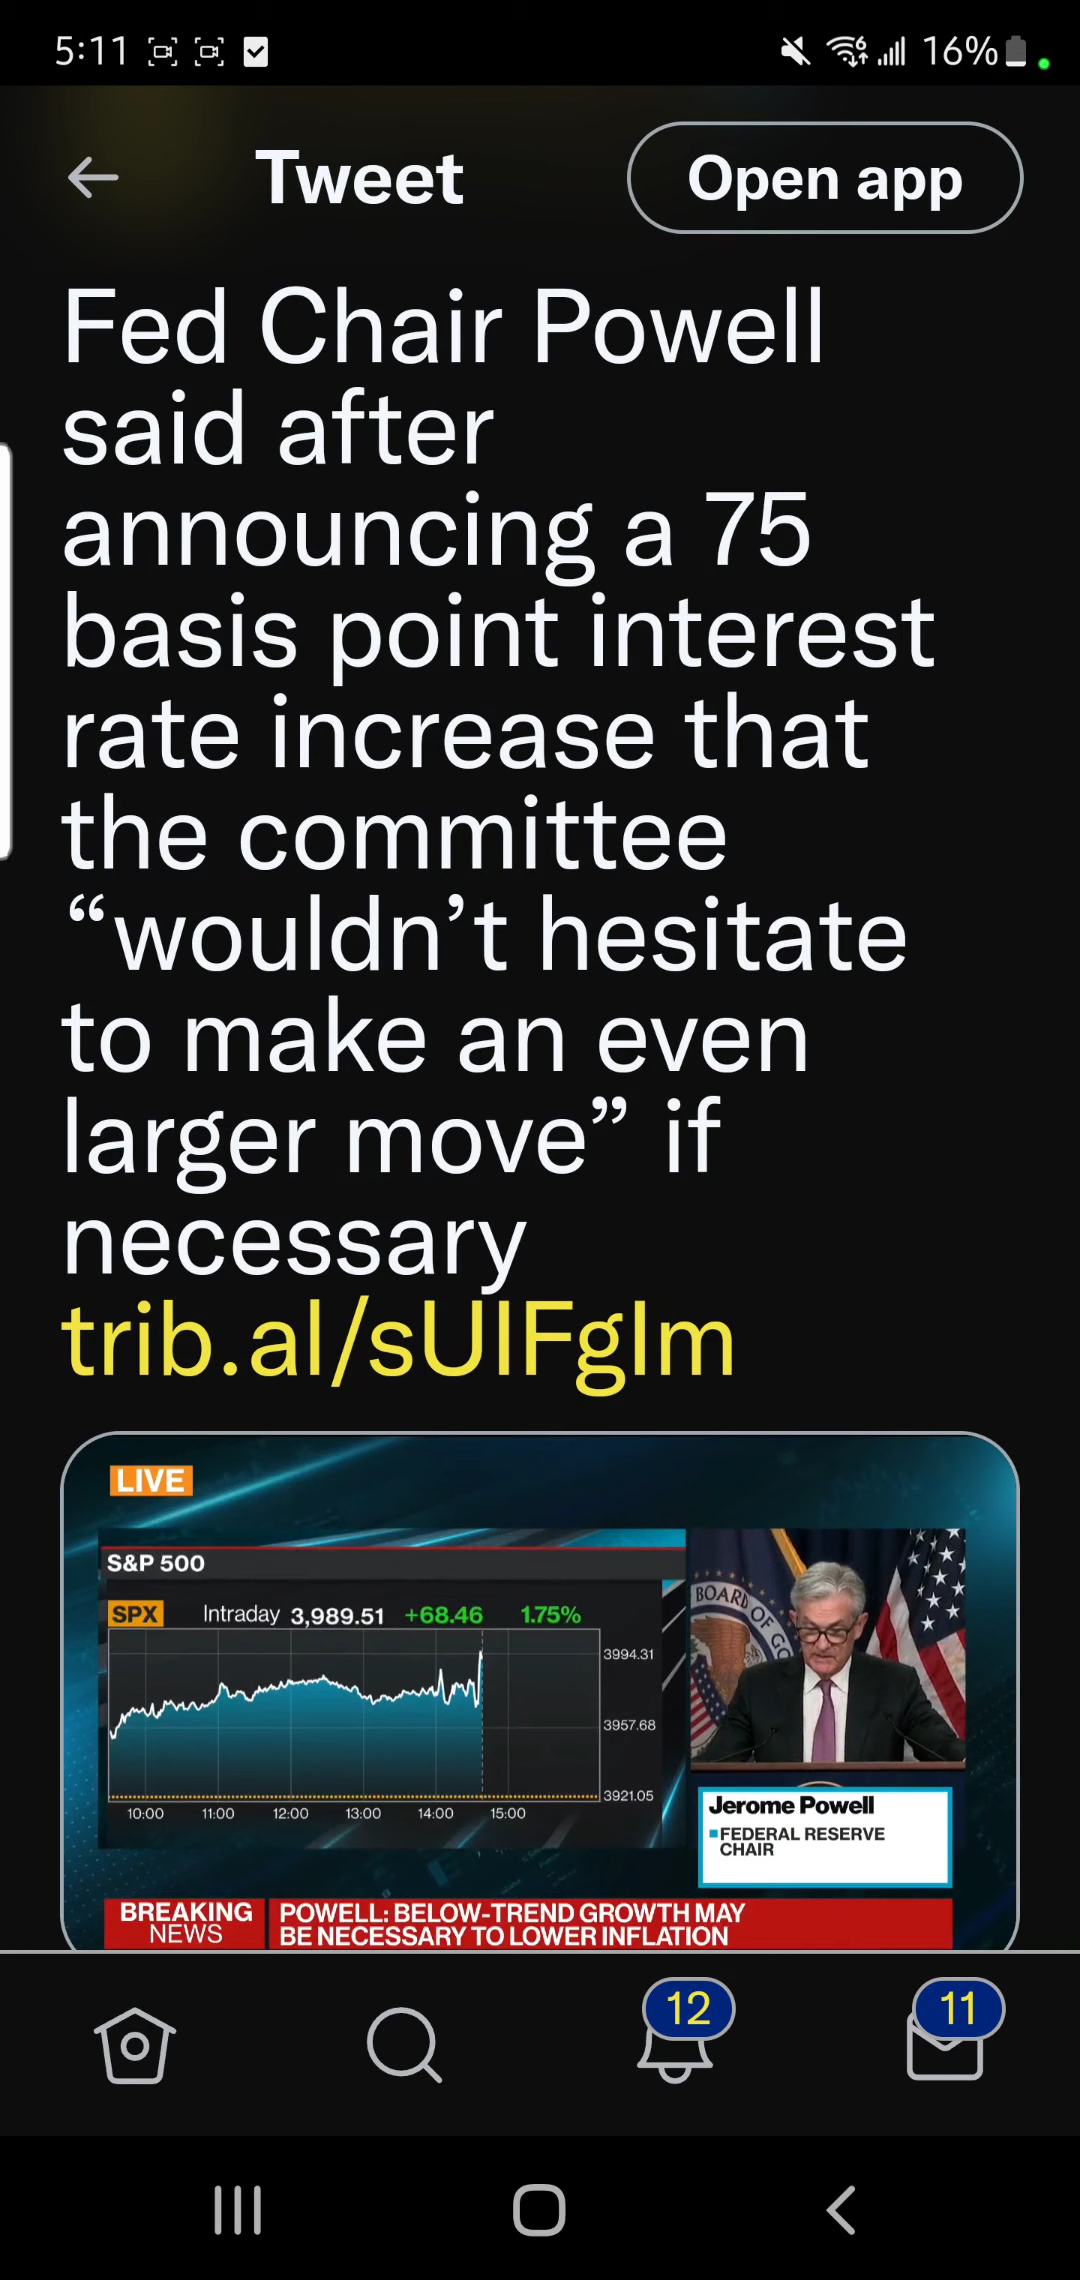 5:11
16%
Tweet
Open app
Fed Chair Powell
said after
announcing a 75
basis point interest
rate increase that
the committee
“wouldn’t hesitate
to make an even
larger move” if
necessary
trib.al/sUIFgIm
LIVE
S&P 500
SPX Intraday 3,989.51 +68.46 1.75%
3994.31
3957.68
3921.05
10:00 11:00 12:00 13:00 14:00 15:00
BOARD OF GO
Jerome Powell
FEDERAL RESERVE
CHAIR
BREAKING
NEWS
POWELL: BELOW-TREND GROWTH MAY
BE NECESSARY TO LOWER INFLATION
12
11